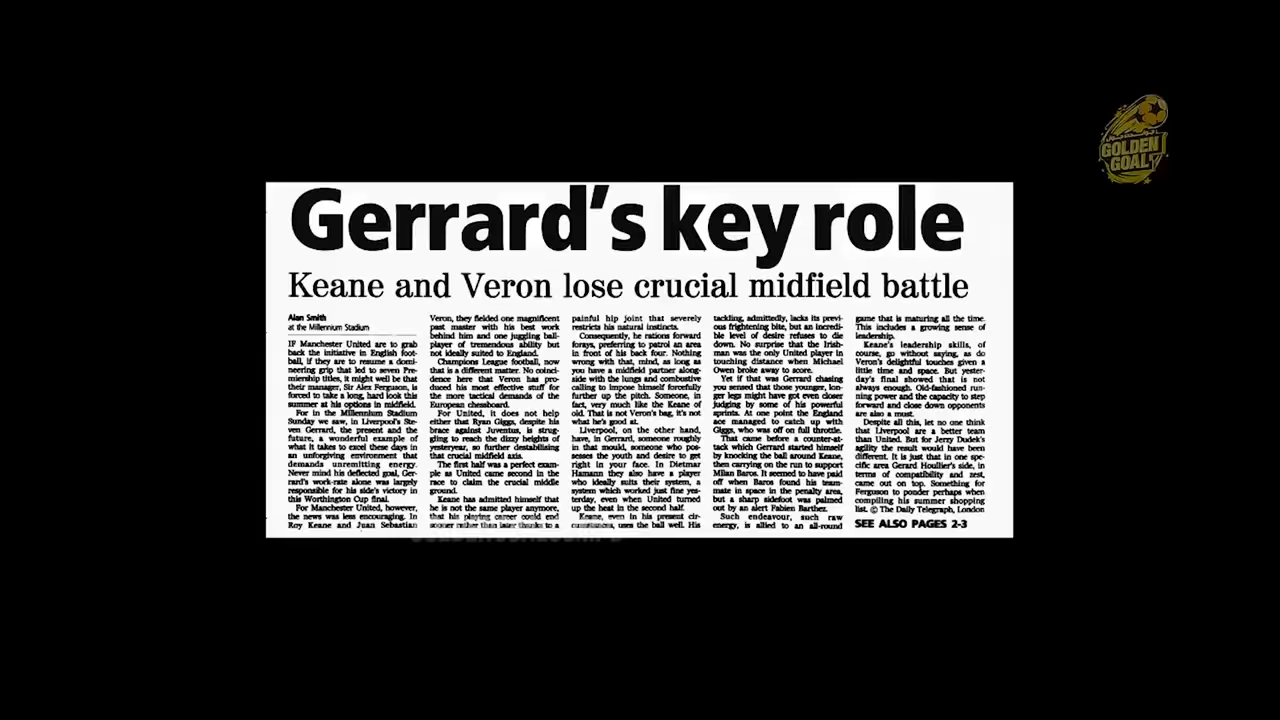 GOLDEN
GOAL
Gerrard's key role
Keane and Veron lose crucial midfield battle
Alan Smith
at the Millennium Stadium
IF Manchester United are to grab
back the initiative in English foot-
ball, if they are to resume a domi-
neering grip that led to seven Pre-
miership titles, it might well be that
their manager, Sir Alex Ferguson, is
forced to take a long, hard look this
summer at his options in midfield.
For in the Millennium Stadium
Sunday we saw, in Liverpool's Ste-
ven Gerrard, the present and the
future, a wonderful example of
what it takes to excel these days in
an unforgiving environment that
demands unremitting energy.
Never mind his deflected goal, Ger-
rard's work-rate alone was largely
responsible for his side's victory in
this Worthington Cup final.
For Manchester United, however,
the news was less encouraging. In
Roy Keane and Juan Sebastian
Veron, they fielded one magnificent
past master with his best work
behind him and one juggling ball-
player of tremendous ability but
not ideally suited to England.
Champions League football, now
that is a different matter. No coinci-
dence here that Veron has pro-
duced his most effective stuff for
the more tactical demands of the
European chessboard.
For United, it does not help
either that Ryan Giggs, despite his
brace against Juventus, is strug-
gling to reach the dizzy heights of
yesteryear, so further destabilising
that crucial midfield axis.
The first half was a perfect exam-
ple as United came second in the
race to claim the crucial middle
ground.
Keane has admitted himself that
he is not the same player anymore,
that his playing career could end
sooner rather than later thanks to a
painful hip joint that severely
restricts his natural instincts.
Consequently, he rations forward
forays, preferring to patrol an area
in front of his back four. Nothing
wrong with that, mind, as long as
you have a midfield partner along-
side with the lungs and combustive
calling to impose himself forcefully
further up the pitch. Someone, in
fact, very much like the Keane of
old. That is not Veron's bag, it's not
what he's good at.
Liverpool, on the other hand,
have, in Gerrard, someone roughly
in that mould, someone who pos-
sesses the youth and desire to get
right in your face. In Dietmar
Hamann they also have a player
who ideally suits their system, a
system which worked just fine yes-
terday, even when United turned
up the heat in the second half.
Keane, even in his present cir-
cumstances, uses the ball well. His
tackling, admittedly, lacks its previ-
ous frightening bite, but an incredi-
ble level of desire refuses to die
down. No surprise that the Irish-
man was the only United player in
touching distance when Michael
Owen broke away to score.
Yet if that was Gerrard chasing
you sensed that those younger, lon-
ger legs might have got even closer
judging by some of his powerful
sprints. At one point the England
ace managed to catch up with
Giggs, who was off on full throttle.
That came before a counter-at-
tack which Gerrard started himself
by knocking the ball around Keane,
then carrying on the run to support
Milan Baros. It seemed to have paid
off when Baros found his team-
mate in space in the penalty area,
but a sharp sidefoot was palmed
out by an alert Fabien Barthez.
Such endeavour, such raw
energy, is allied to an all-round
game that is maturing all the time.
This includes a growing sense of
leadership.
Keane's leadership skills, of
course, go without saying, as do
Veron's delightful touches given a
little time and space. But yester-
day's final showed that is not
always enough. Old-fashioned run-
ning power and the capacity to step
forward and close down opponents
are also a must.
Despite all this, let no one think
that Liverpool are a better team
than United. But for Jerzy Dudek's
agility the result would have been
different. It is just that in one spe-
cific area Gerard Houllier's side, in
terms of compatibility and zest,
came out on top. Something for
Ferguson to ponder perhaps when
compiling his summer shopping
list. © The Daily Telegraph, London
SEE ALSO PAGES 2-3